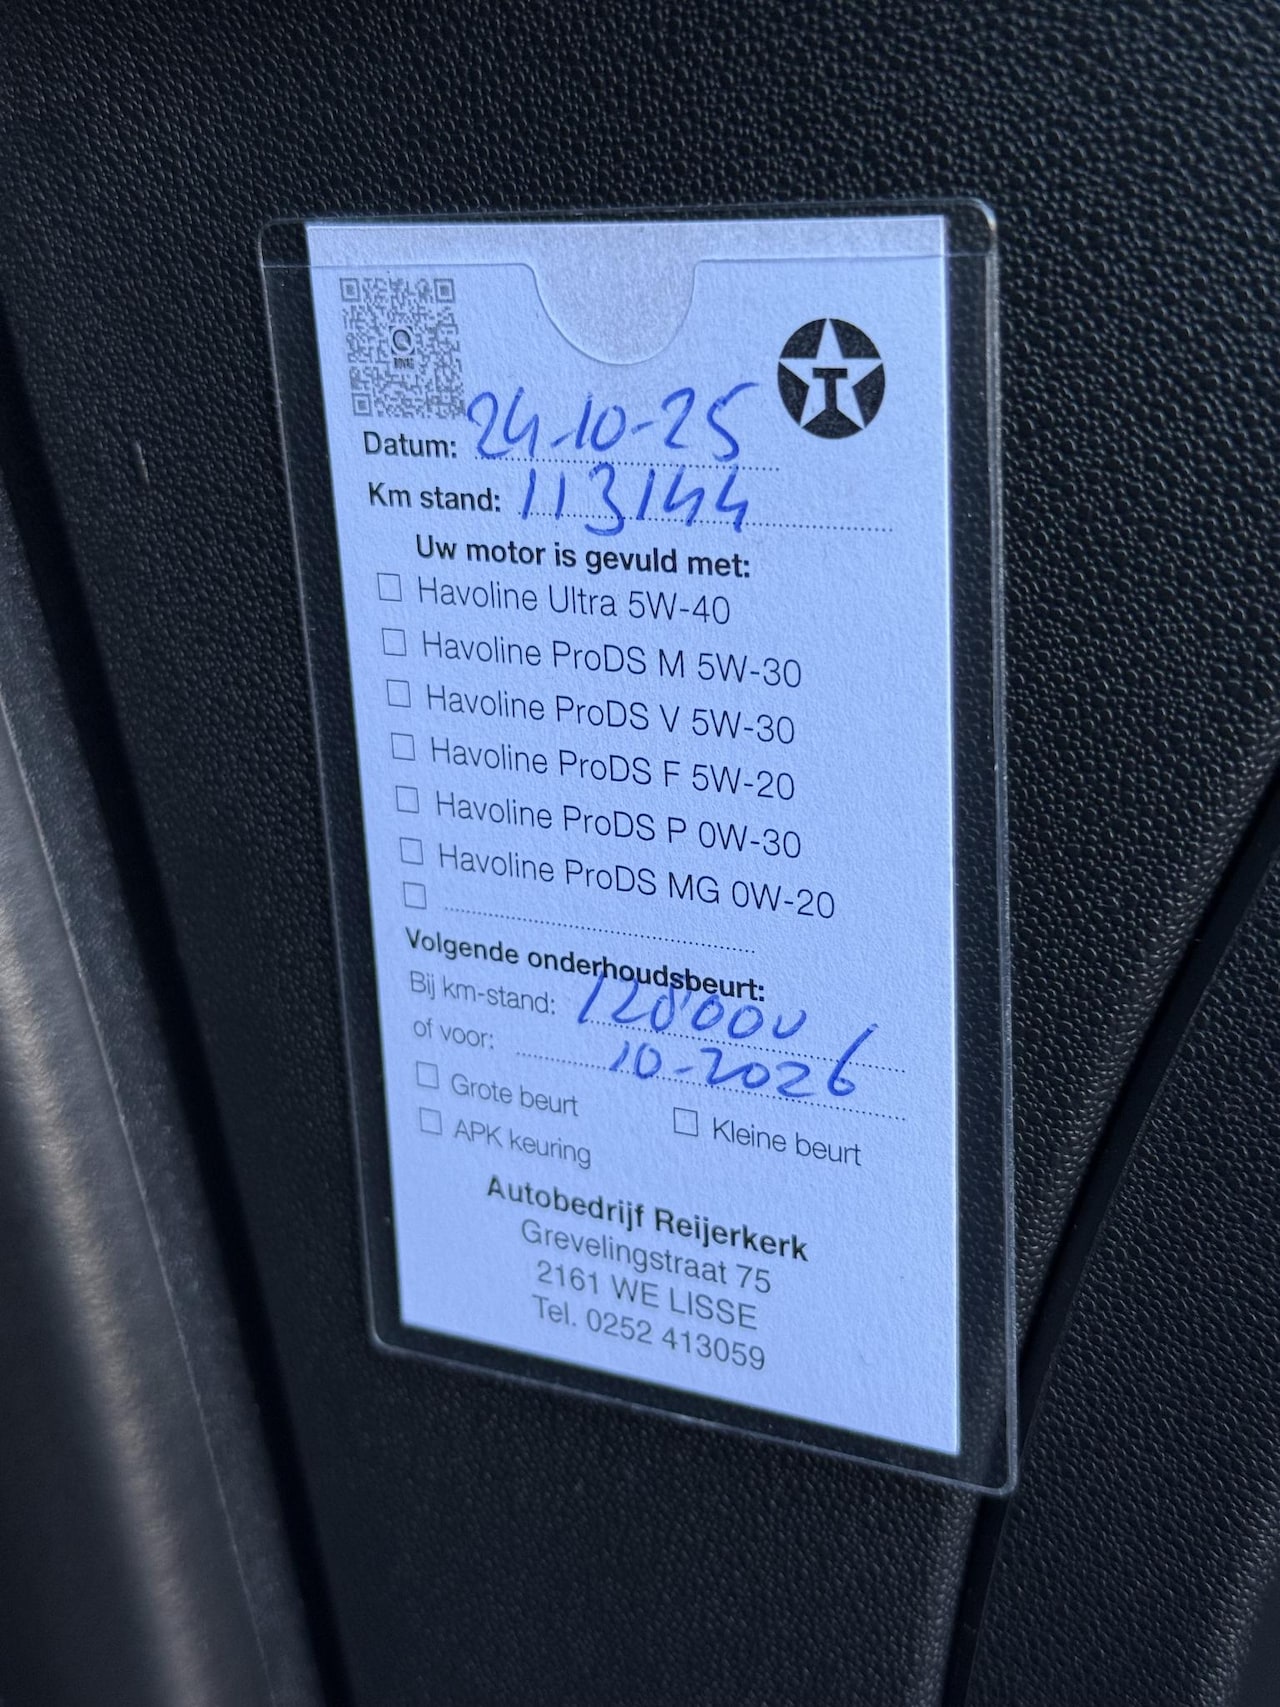 Datum: 24-10-25
Km stand: 113144
Uw motor is gevuld met:
Havoline Ultra 5W-40
Havoline ProDS M 5W-30
Havoline ProDS V 5W-30
Havoline ProDS F 5W-20
Havoline ProDS P 0W-30
Havoline ProDS MG 0W-20
Volgende onderhoudsbeurt:
Bij km-stand: 128'000 /
of voor: 10-2026
Grote beurt
Kleine beurt
APK keuring
Autobedrijf Reijerkerk
Grevelingstraat 75
2161 WE LISSE
Tel. 0252 413059